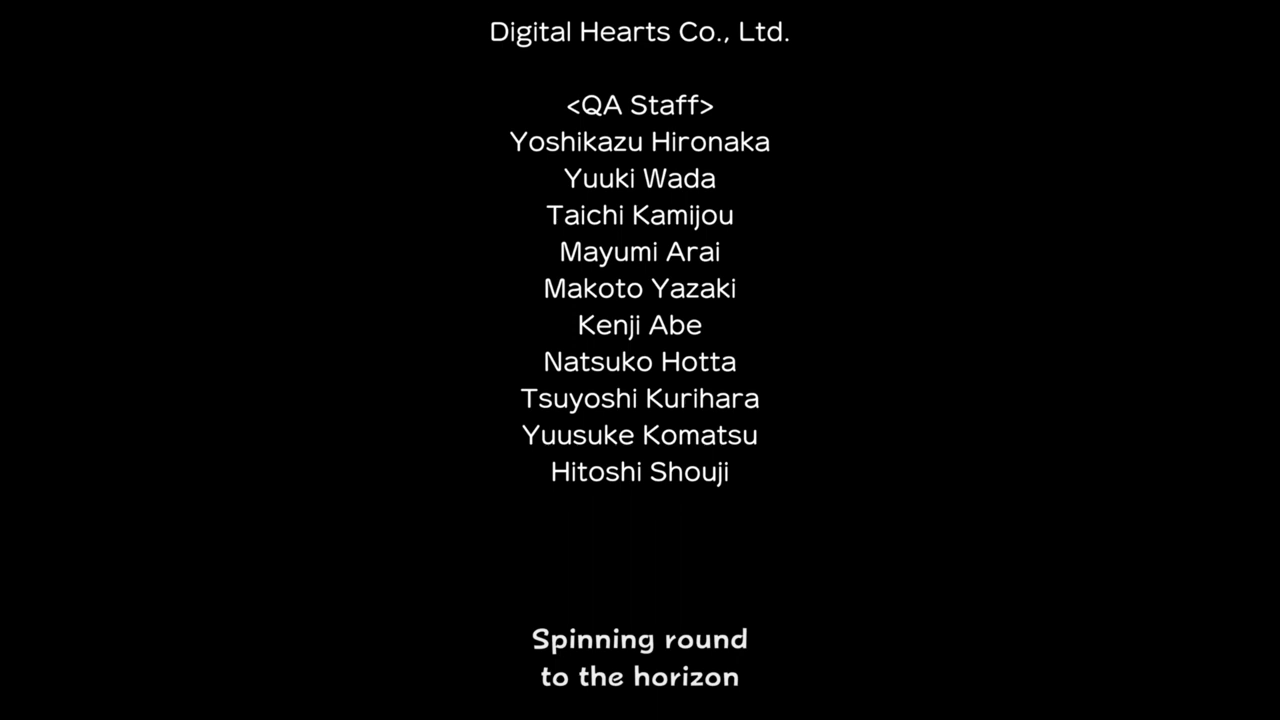 Digital Hearts Co., Ltd.
<QA Staff>
Yoshikazu Hironaka
Yuuki Wada
Taichi Kamijou
Mayumi Arai
Makoto Yazaki
Kenji Abe
Natsuko Hotta
Tsuyoshi Kurihara
Yuusuke Komatsu
Hitoshi Shouji
Spinning round
to the horizon